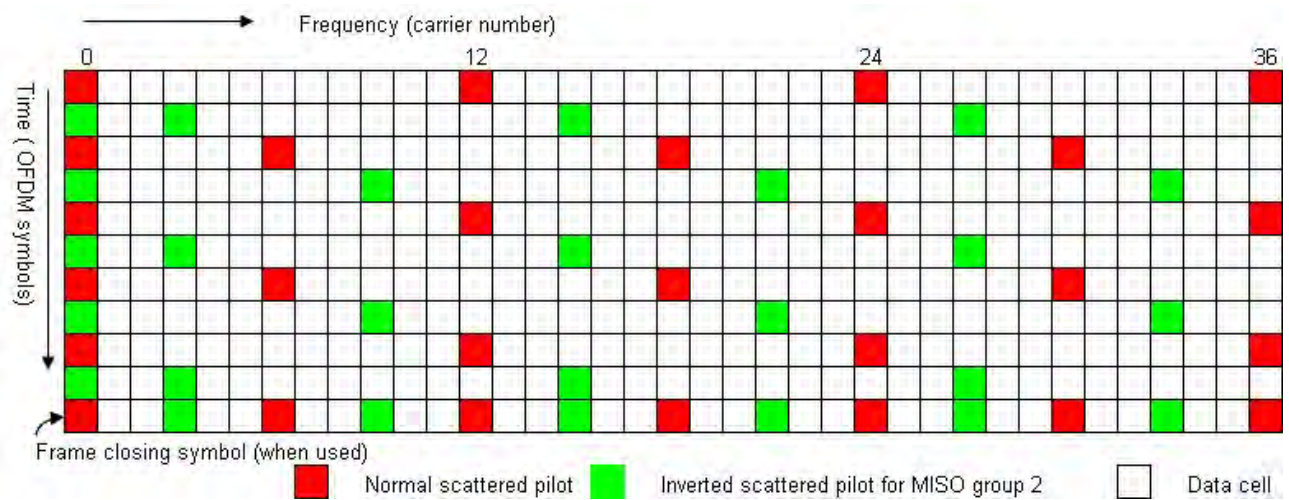 Frequency (carrier number)
0 12 24 36
Time ( OFDM symbols)
Frame closing symbol (when used)
Normal scattered pilot Inverted scattered pilot for MISO group 2 Data cell